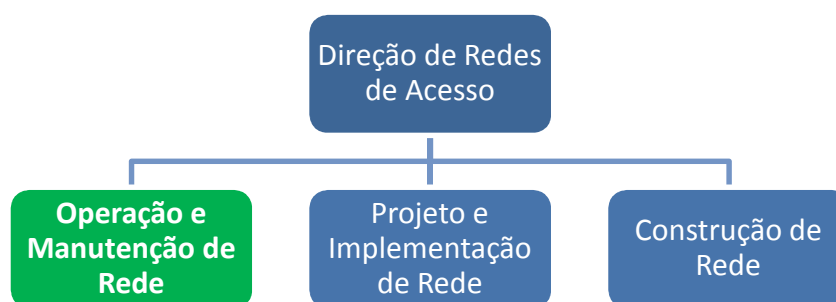 Direção de Redes
de Acesso
Operação e
Manutenção de
Rede
Projeto e
Implementação
de Rede
Construção de
Rede